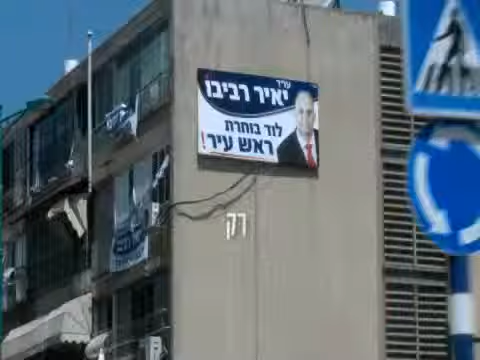 עו״ד
יאיר רביבו
לוד בוחרת
ראש עיר!
רק